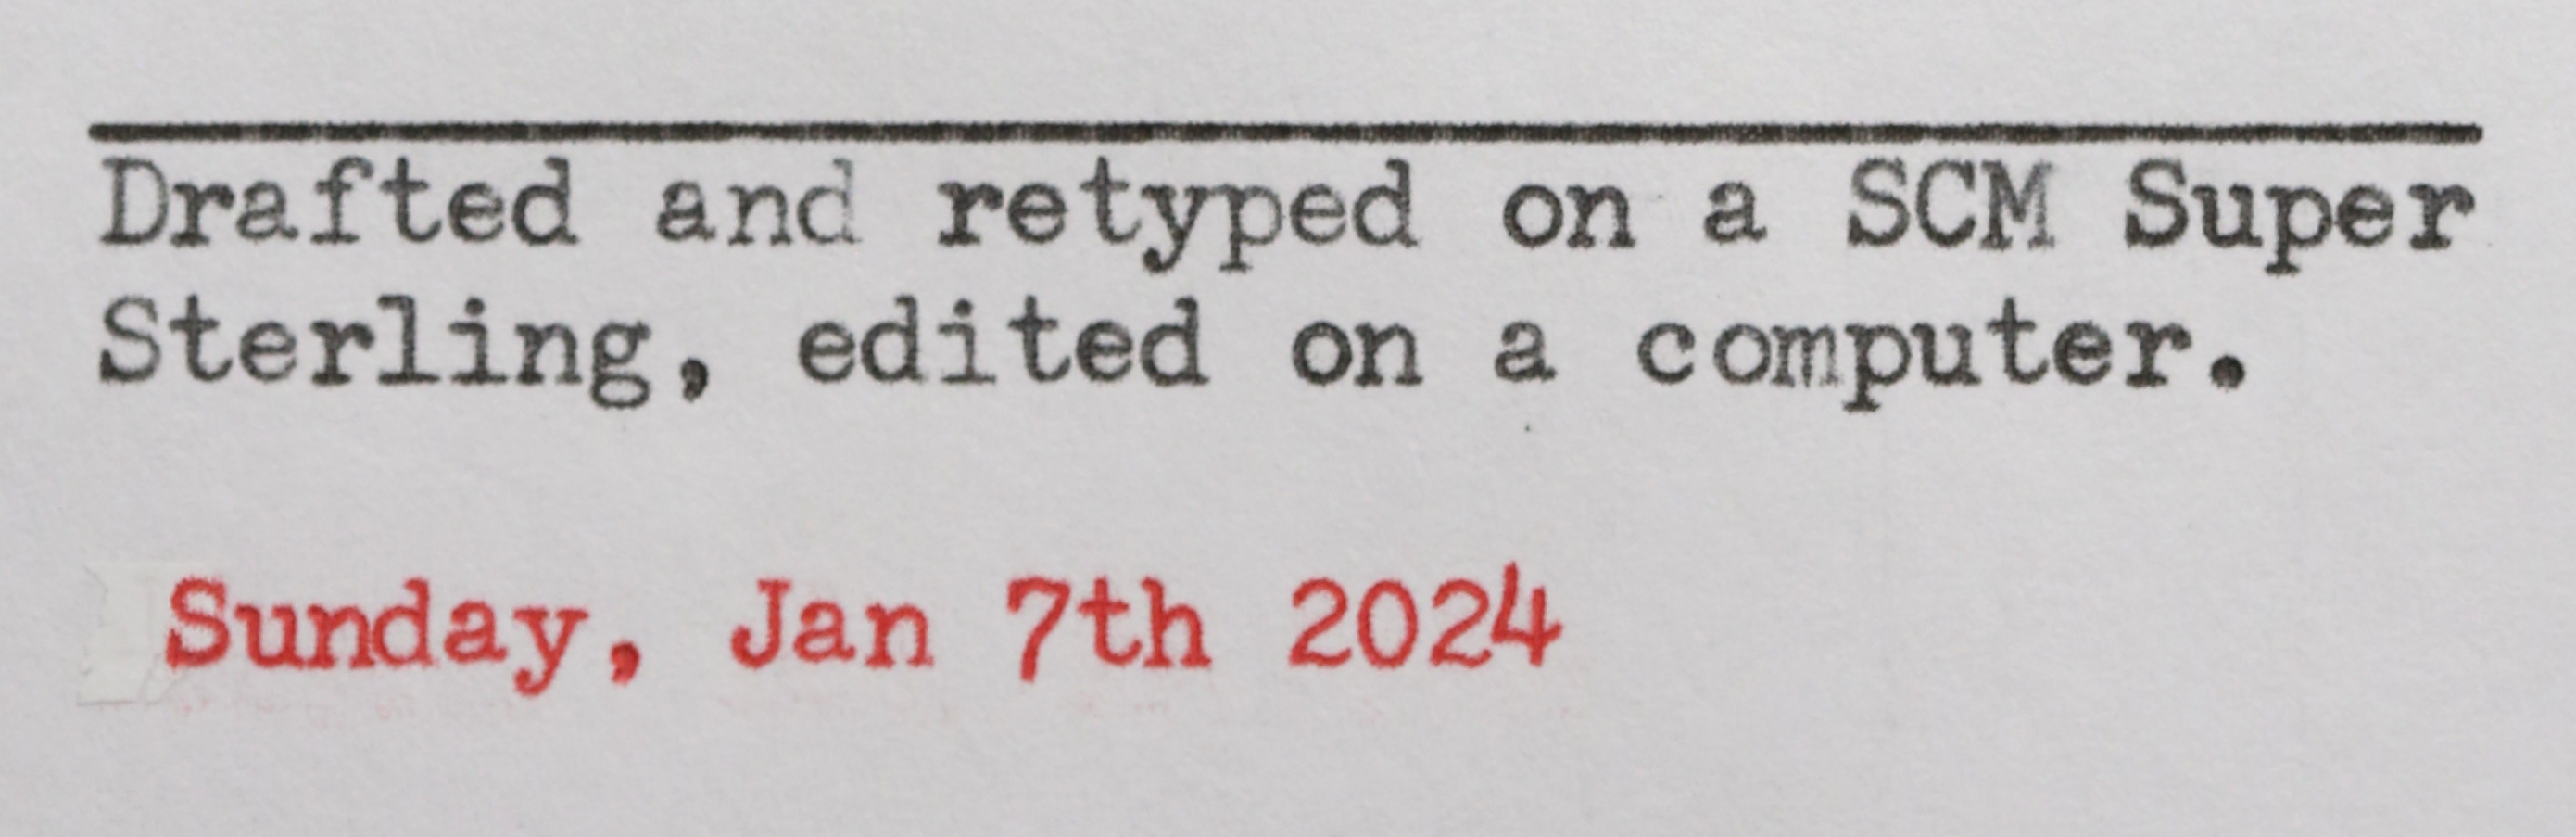 Drafted and retyped on a SCM Super
Sterling, edited on a computer.
Sunday, Jan 7th 2024